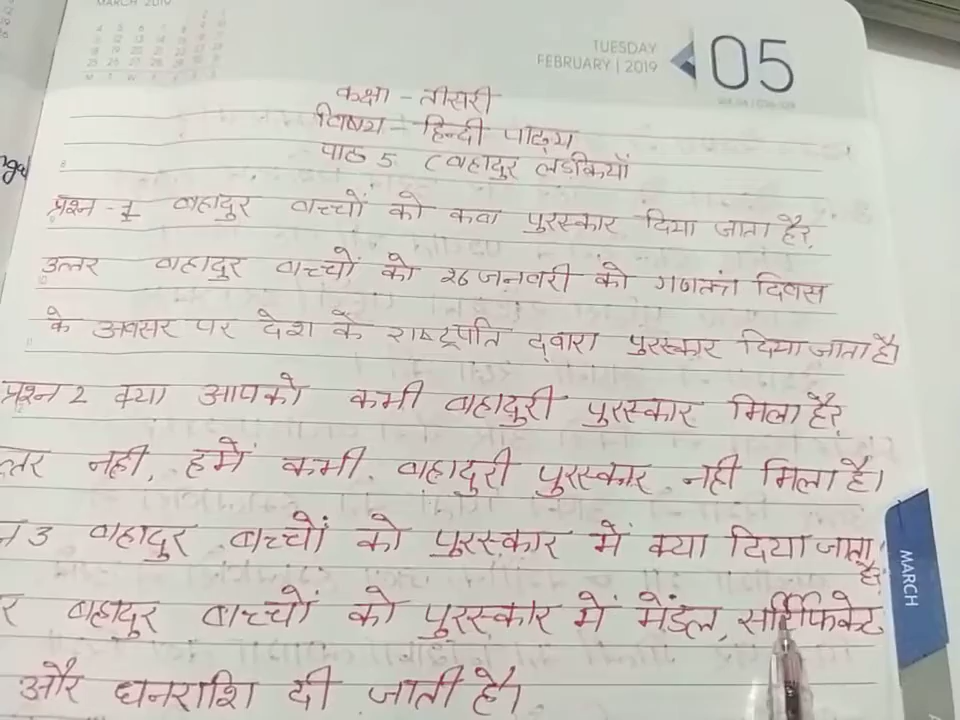 MARCH 2019
TUESDAY
FEBRUARY | 2019
05
कक्षा - तीसरी
विषय - हिन्दी पाठ्य
पाठ 5. (बहादुर लड़कियाँ
प्रश्न-1 बहादुर बच्चों को कब पुरस्कार दिया जाता है?
उत्तर बहादुर बच्चों को 26 जनवरी को गणतंत्र दिवस
के अवसर पर देश के राष्ट्रपति द्वारा पुरस्कार दिया जाता है।
प्रश्न 2 क्या आपको कभी बहादुरी पुरस्कार मिला है?
त्तर नही, हमें कभी बहादुरी पुरस्कार नही मिला है।
न 3 बहादुर बच्चों को पुरस्कार में क्या दिया जाता
है?
र बहादुर बच्चों को पुरस्कार में मेंडल, सर्टिफिकेट
और धनराशि दी जाती है।
MARCH